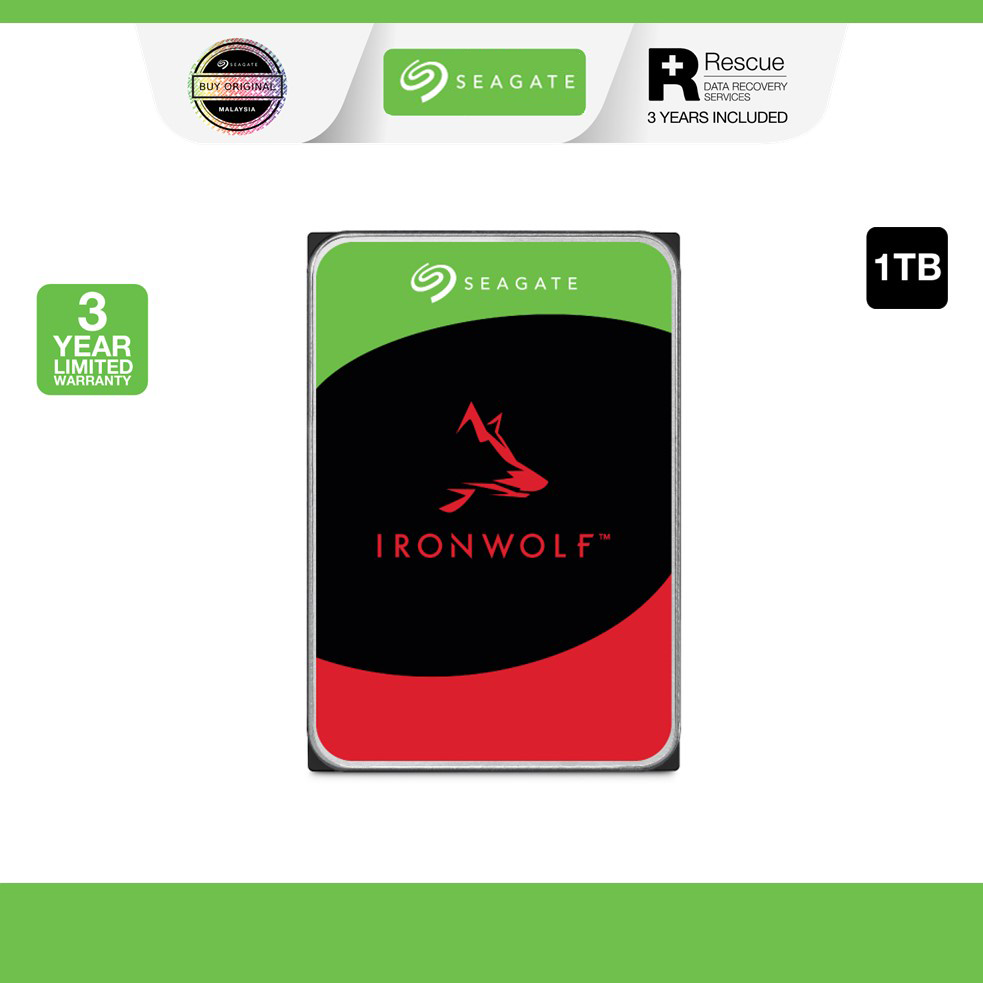 SEAGATE
BUY ORIGINAL
MALAYSIA
SEAGATE
R Rescue
DATA RECOVERY
SERVICES
3 YEARS INCLUDED
3
YEAR
LIMITED
WARRANTY
1TB
SEAGATE
IRONWOLF™